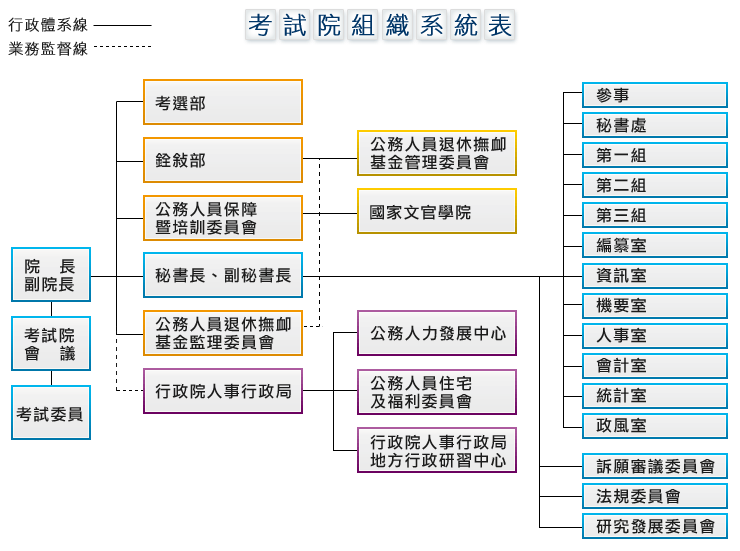 考試院組織系統表
行政體系線
業務監督線
院 長
副院長
考試院
會 議
考試委員
考選部
銓敍部
公務人員保障
暨培訓委員會
秘書長、副秘書長
公務人員退休撫卹
基金監理委員會
行政院人事行政局
公務人員退休撫卹
基金管理委員會
國家文官學院
公務人力發展中心
公務人員住宅
及福利委員會
行政院人事行政局
地方行政研習中心
參事
秘書處
第一組
第二組
第三組
編纂室
資訊室
機要室
人事室
會計室
統計室
政風室
訴願審議委員會
法規委員會
研究發展委員會